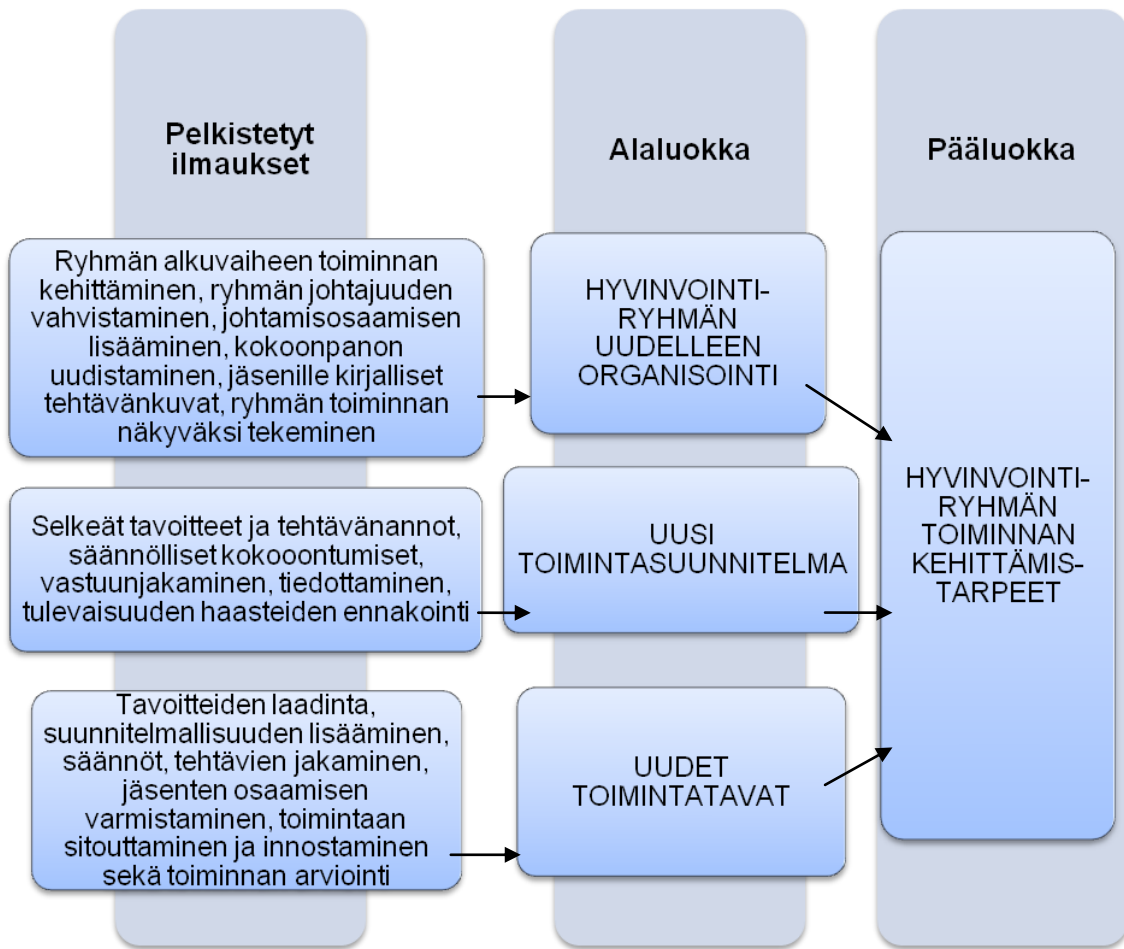 Pelkistetyt
ilmaukset
Alaluokka
Pääluokka
Ryhmän alkuvaiheen toiminnan
kehittäminen, ryhmän johtajuuden
vahvistaminen, johtamisosaamisen
lisääminen, kokoonpanon
uudistaminen, jäsenille kirjalliset
tehtävänkuvat, ryhmän toiminnan
näkyväksi tekeminen
HYVINVOINTI-
RYHMÄN
UUDELLEEN
ORGANISOINTI
Selkeät tavoitteet ja tehtävänannot,
säännölliset kokooontumiset,
vastuunjakaminen, tiedottaminen,
tulevaisuuden haasteiden ennakointi
UUSI
TOIMINTASUUNNITELMA
Tavoitteiden laadinta,
suunnitelmallisuuden lisääminen,
säännöt, tehtävien jakaminen,
jäsenten osaamisen
varmistaminen, toimintaan
sitouttaminen ja innostaminen
sekä toiminnan arviointi
UUDET
TOIMINTATAVAT
HYVINVOINTI-
RYHMÄN
TOIMINNAN
KEHITTÄMIS-
TARPEET